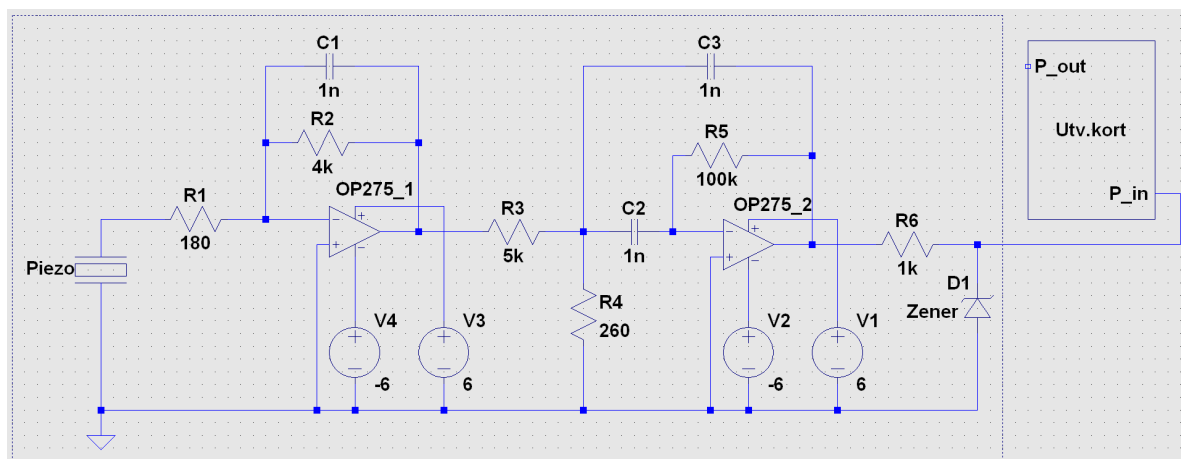 C1
1n
R2
4k
OP275_1
R1
180
Piezo
V4
-6
V3
6
R3
5k
C3
1n
R5
100k
OP275_2
C2
1n
R4
260
V2
-6
V1
6
R6
1k
D1
Zener
P_out
Utv.kort
P_in